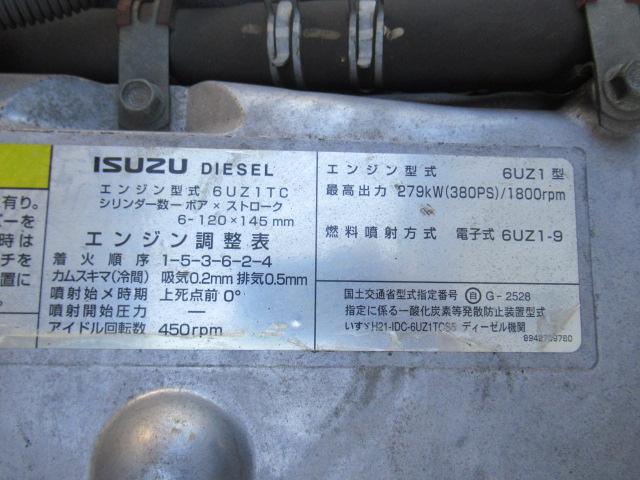 有り。
バーを
時は
チを
装置に
ISUZU DIESEL
エンジン型式 6UZ1TC
シリンダー数ーボア×ストローク
6-120×145mm
エンジン調整表
着火順序 1-5-3-6-2-4
カムスキマ(冷間) 吸気0.2mm 排気0.5mm
噴射始メ時期 上死点前 0°
噴射開始圧力 —
アイドル回転数 450rpm
エンジン型式 6UZ1型
最高出力 279kW(380PS)/1800rpm
燃料噴射方式 電子式 6UZ1-9
国土交通省型式指定番号 自 G-2528
指定に係る一酸化炭素等発散防止装置型式
いすゞH21-IDC-6UZ1TCS5 ディーゼル機関
8942759760